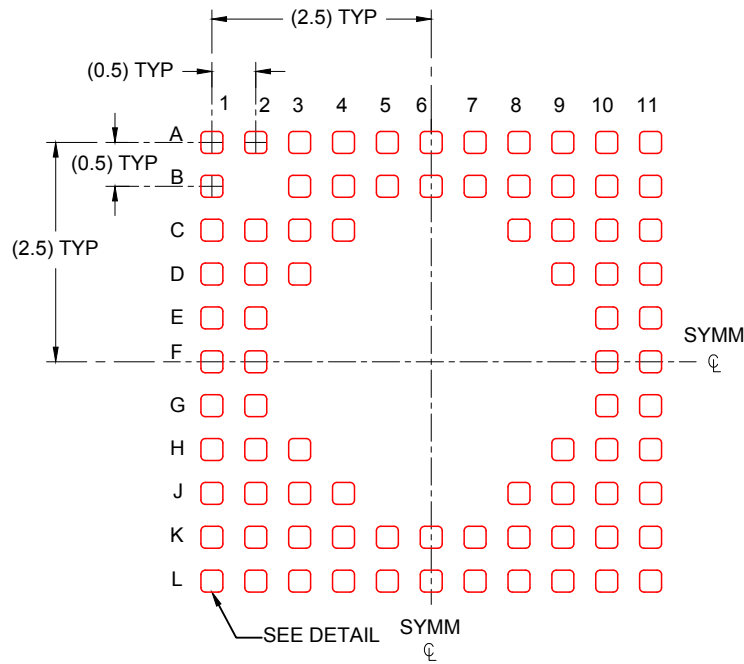 (2.5) TYP
(0.5) TYP
1 2 3 4 5 6 7 8 9 10 11
A
(0.5) TYP
B
C
(2.5) TYP
D
E
SYMM
℄
F
G
H
J
K
L
SEE DETAIL
SYMM
℄